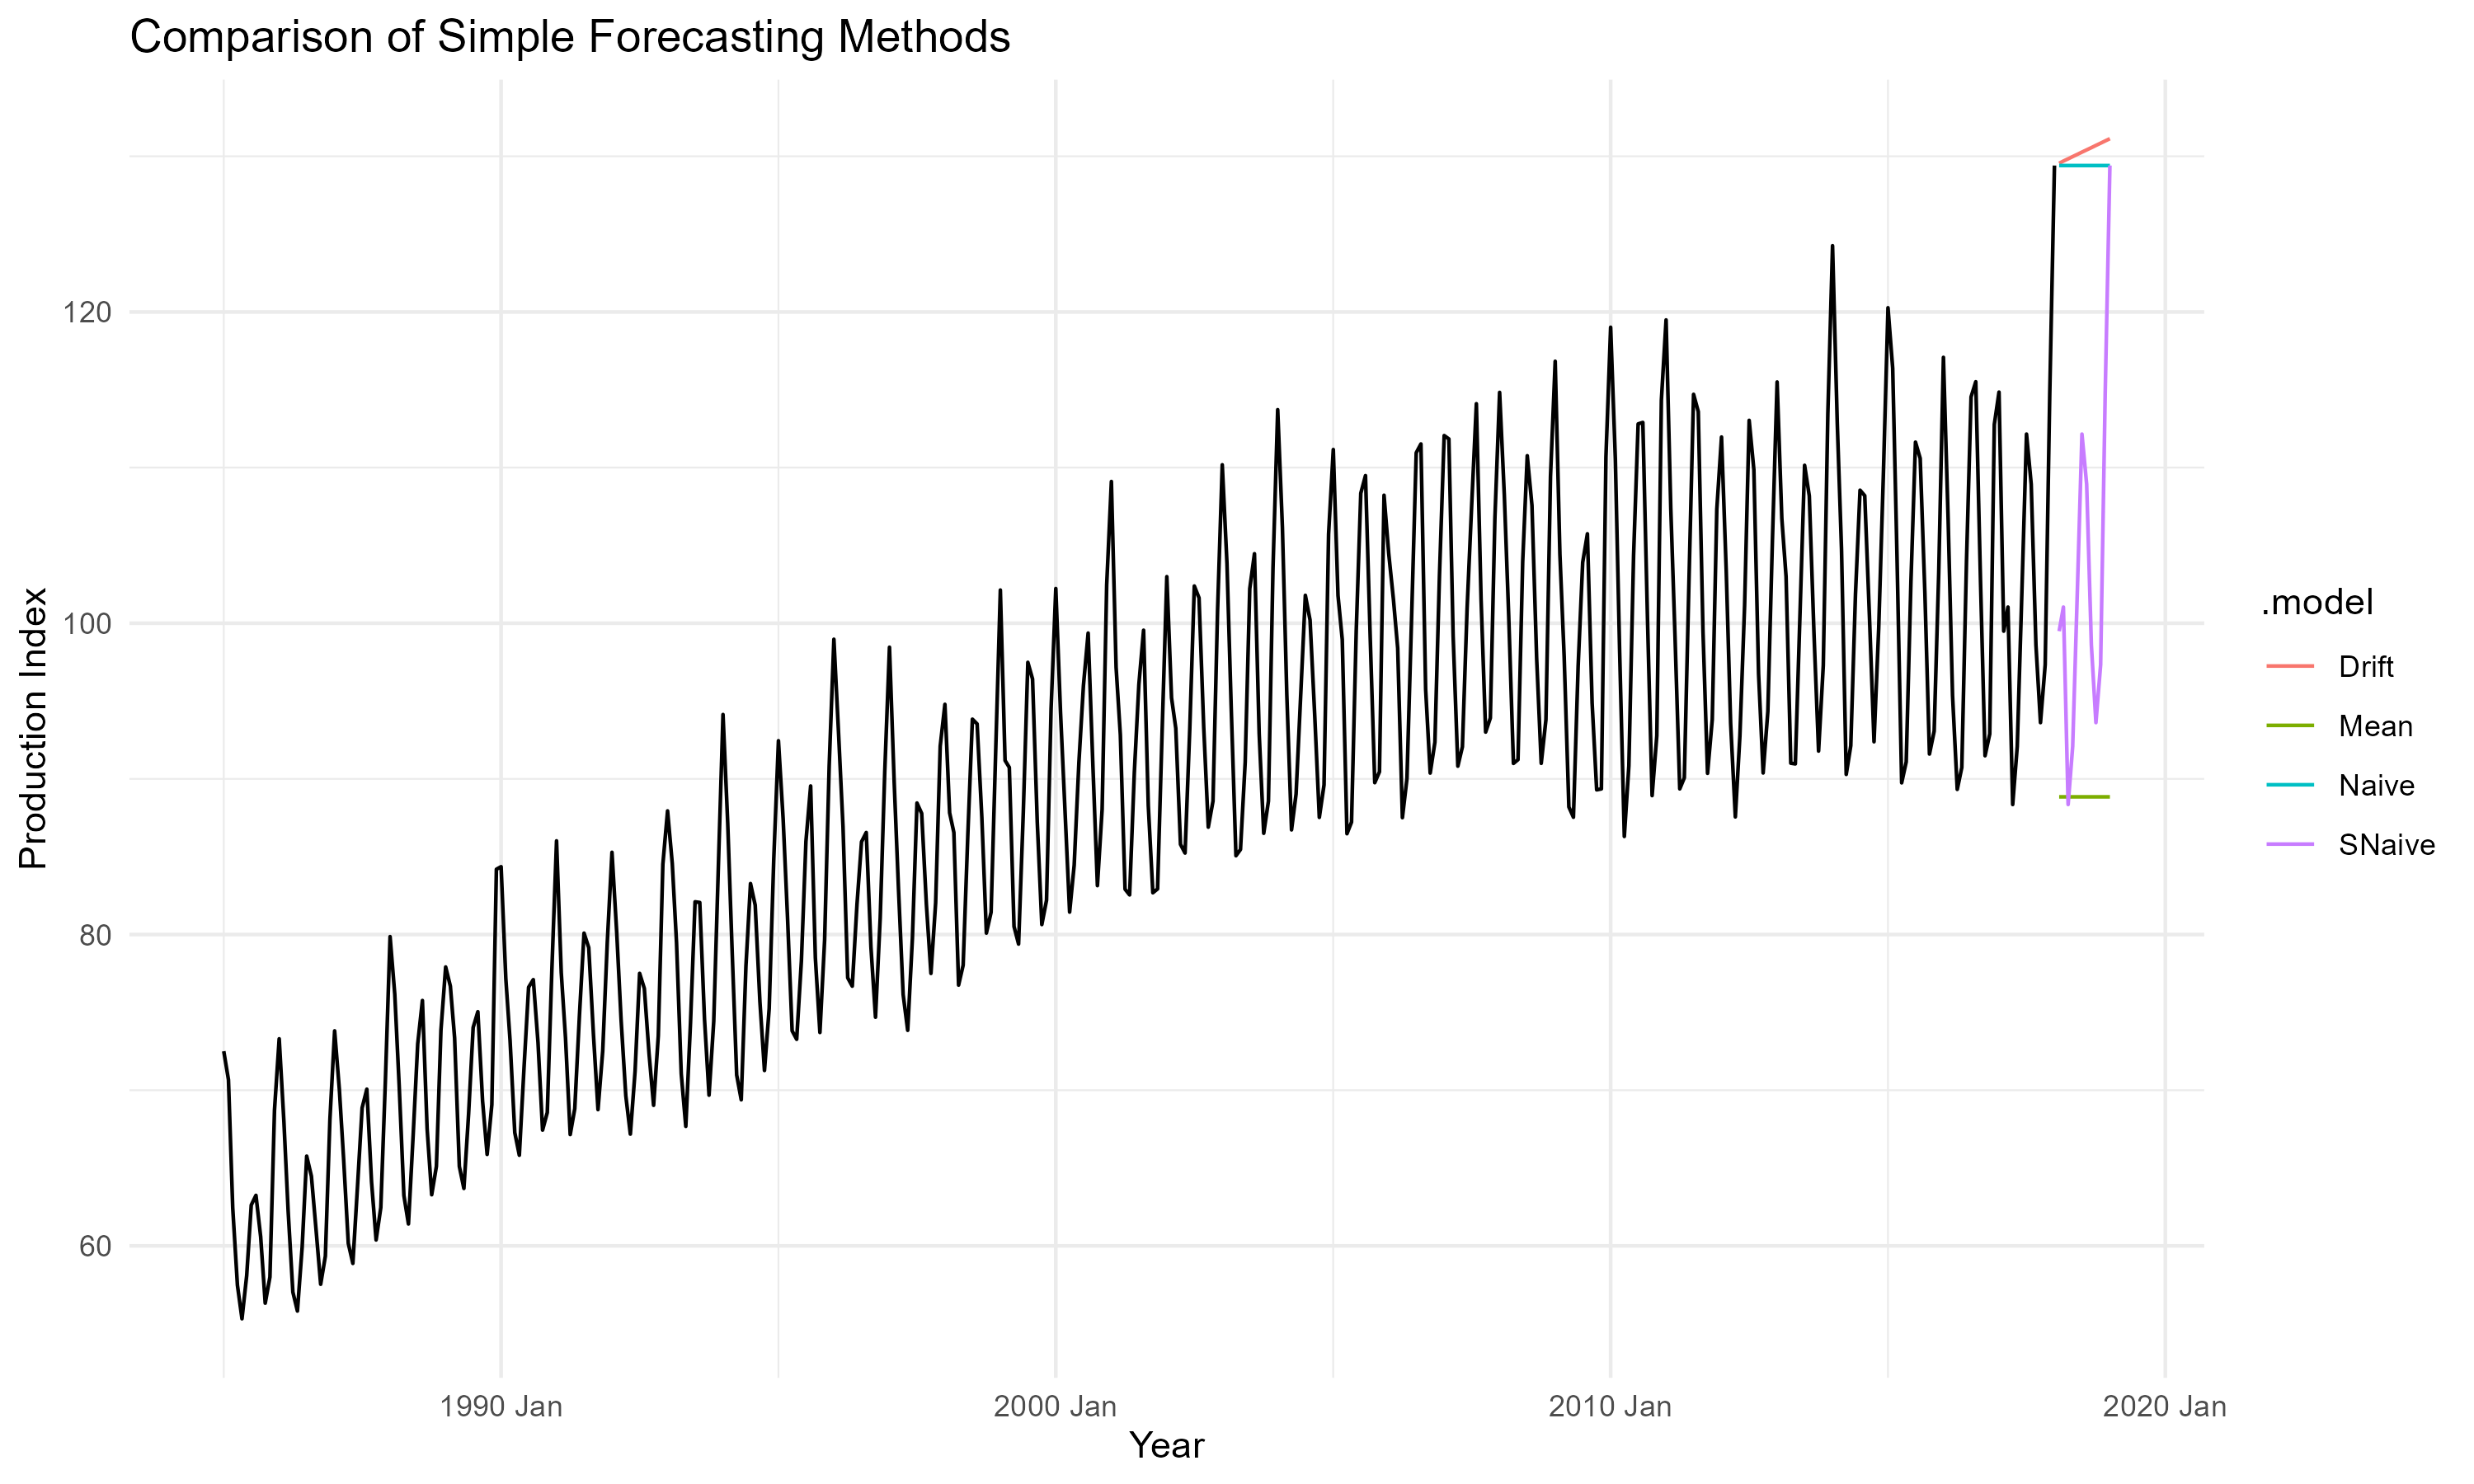 Comparison of Simple Forecasting Methods
120
100
80
60
Production Index
1990 Jan
2000 Jan
2010 Jan
2020 Jan
Year
.model
Drift
Mean
Naive
SNaive